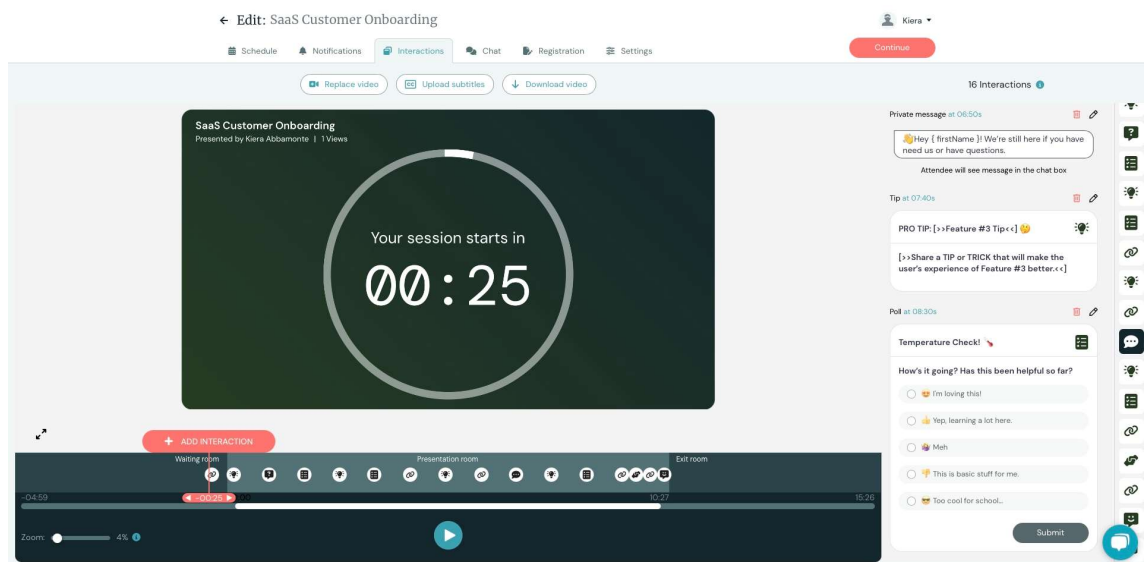 ← Edit: SaaS Customer Onboarding
Kiera
Schedule
Notifications
Interactions
Chat
Registration
Settings
Continue
Replace video
Upload subtitles
Download video
16 Interactions
SaaS Customer Onboarding
Presented by Kiera Abbamonte | 1 Views
Your session starts in
00:25
+ ADD INTERACTION
Waiting room
Presentation room
Exit room
-04:59
-00:25
10:27
15:26
Zoom:
4%
Private message at 06:50s
👋Hey { firstName }! We're still here if you have
need us or have questions.
Attendee will see message in the chat box
Tip at 07:40s
PRO TIP: [>>Feature #3 Tip<<] 🤔
[>>Share a TIP or TRICK that will make the
user's experience of Feature #3 better.<<]
Poll at 08:30s
Temperature Check! 🌡️
How's it going? Has this been helpful so far?
😍 I'm loving this!
👍 Yep, learning a lot here.
🤷 Meh
👎 This is basic stuff for me.
😎 Too cool for school...
Submit